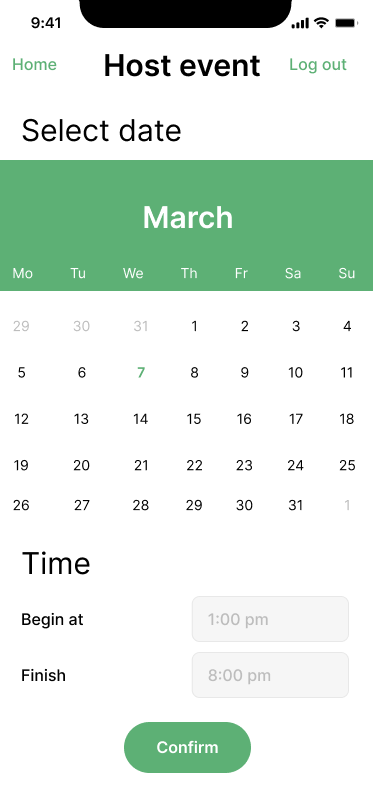 9:41
Home Host event Log out
Select date
March
Mo Tu We Th Fr Sa Su
29 30 31 1 2 3 4
5 6 7 8 9 10 11
12 13 14 15 16 17 18
19 20 21 22 23 24 25
26 27 28 29 30 31 1
Time
Begin at 1:00 pm
Finish 8:00 pm
Confirm